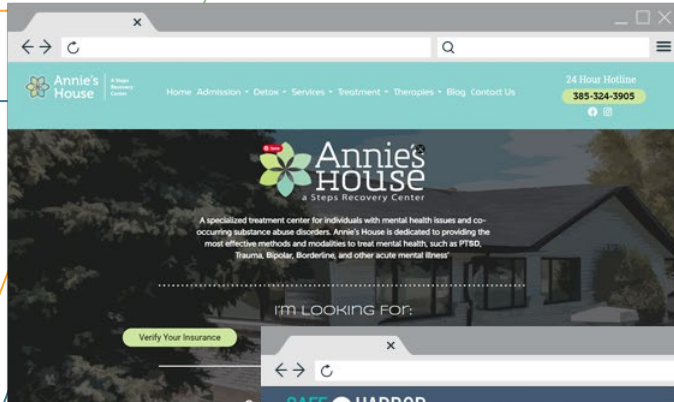 Annie's
House
A Steps
Recovery
Center
Home Admission Detox Services Treatment Therapies Blog Contact Us
24 Hour Hotline
385-324-3905
Save
Annie's
House
a Steps Recovery Center
A specialized treatment center for individuals with mental health issues and co-
occurring substance abuse disorders. Annie's House is dedicated to providing the
most effective methods and modalities to treat mental health, such as PTSD,
Trauma, Bipolar, Borderline, and other acute mental illness'
I'M LOOKING FOR:
Verify Your Insurance
SAFE HARBOR